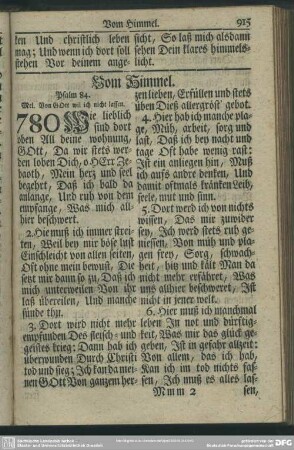 Vom Himmel. 915
ken Und christlich leben
mag; Und wenn ich dort soll
stehen Vor deinem ange-
sicht, So laß mich alsdann
sehen Dein klares himmels-
licht.
Vom Himmel.
Psalm 84.
Mel. Von GOtt wil ich nicht lassen.
780 Wie lieblich
sind dort
oben All deine wohnung,
GOtt, Da wir stets wer-
den loben Dich, o HErr Ze-
baoth, Mein herz und seel
begehrt, Daß ich bald da
anlange, Und ruh von dem
empfange, Was mich all-
hier beschwert.
2. Hie muß ich immer strei-
ten, Weil bey mir böse lust
Einschleicht von allen seiten,
Oft ohne mein bewust, Die
setzt mir dann so zu, Daß ich
mich unterweilen Von ihr
laß übereilen, Und manche
sünde thu.
3. Dort werd nicht mehr
empfunden Des fleisch- und
geistes krieg: Dann hab ich
überwunden Durch Christi
tod und sieg; Ich kan da mei-
nen GOtt Von ganzen her-
zen lieben, Erfüllen und stets
üben Dieß allergröst' gebot.
4. Hier hab ich manche pla-
ge, Müh, arbeit, sorg und
last, Daß ich bey nacht und
tage Oft habe wenig rast:
Ist ein anliegen hin, Muß
ich aufs andre denken, Und
damit oftmals kränken Leib,
seele, mut und sinn.
5. Dort werd ich von nichts
wissen, Das mir zuwider
sey, Ich werd stets ruh ge-
niessen, Von müh und pla-
gen frey, Sorg, schwach-
heit, hitz und kält Man da
nicht mehr erfähret, Was
uns allhier beschweret, Ist
nicht in jener welt.
6. Hier muß ich manchmal
leben In not und dürftig-
keit, Was mir das glück ge-
geben, Ist in gefahr allzeit:
Von allem, das ich hab,
Kan ich im tod nichts fas-
sen, Ich muß es alles las-
Mmm 2 sen,